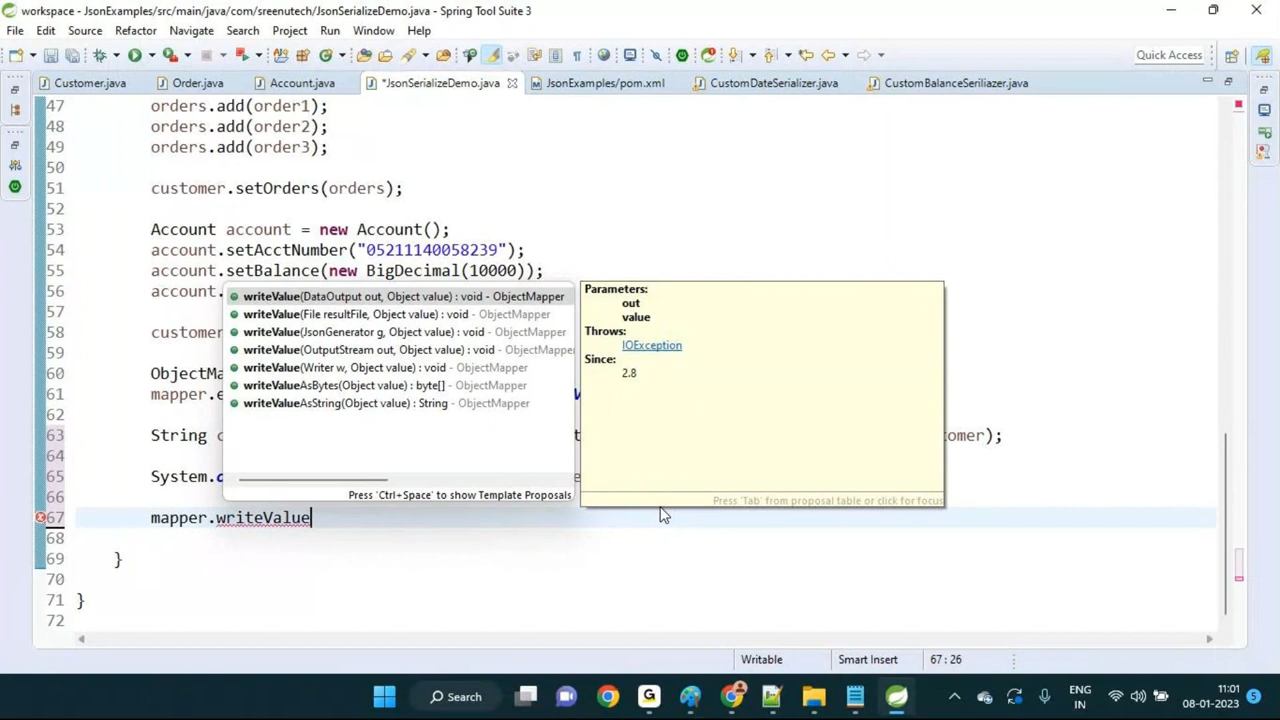 workspace - JsonExamples/src/main/java/com/sreenutech/JsonSerializeDemo.java - Spring Tool Suite 3
File Edit Source Refactor Navigate Search Project Run Window Help
Quick Access
Customer.java Order.java Account.java *JsonSerializeDemo.java JsonExamples/pom.xml CustomDateSerializer.java CustomBalanceSeriliazer.java
47 orders.add(order1);
48 orders.add(order2);
49 orders.add(order3);
50
51 customer.setOrders(orders);
52
53 Account account = new Account();
54 account.setAcctNumber("05211140058239");
55 account.setBalance(new BigDecimal(10000));
56 account.
57
58 customer
59
60 ObjectMa
61 mapper.e
62
63 String c omer);
65 System.
66
67 mapper.writeValue
68
69 }
70
71 }
72
writeValue(DataOutput out, Object value) : void - ObjectMapper
writeValue(File resultFile, Object value) : void - ObjectMapper
writeValue(JsonGenerator g, Object value) : void - ObjectMapper
writeValue(OutputStream out, Object value) : void - ObjectMapper
writeValue(Writer w, Object value) : void - ObjectMapper
writeValueAsBytes(Object value) : byte[] - ObjectMapper
writeValueAsString(Object value) : String - ObjectMapper
Press 'Ctrl+Space' to show Template Proposals
Parameters:
out
value
Throws:
IOException
Since:
2.8
Press 'Tab' from proposal table or click for focus
Writable Smart Insert 67 : 26
Search
ENG
IN
11:01
08-01-2023
5